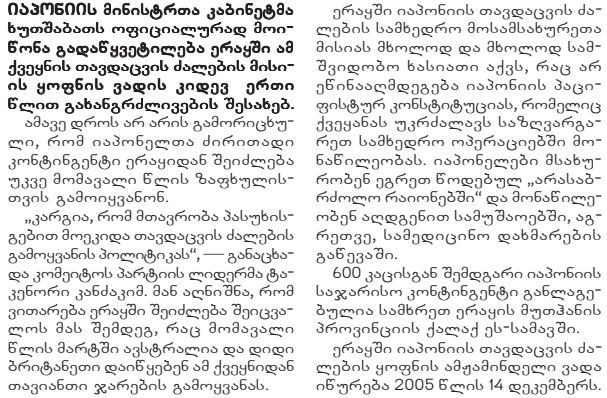 იაპონიის მინისტრთა კაბინეტმა
ხუთშაბათს ოფიციალურად მოი-
წონა გადაწყვეტილება ერაყში ამ
ქვეყნის თავდაცვის ძალების მისი-
ის ყოფნის ვადის კიდევ ერთი
წლით გახანგრძლივების შესახებ.
ამავე დროს არ არის გამორიცხუ-
ლი, რომ იაპონელთა ძირითადი
კონტინგენტი ერაყიდან შეიძლება
უკვე მომავალი წლის ზაფხულის-
თვის გამოიყვანონ.
„კარგია, რომ მთავრობა პასუხის-
გებით მოეკიდა თავდაცვის ძალების
გამოყვანის პოლიტიკას“, — განაცხა-
და კომეიტოს პარტიის ლიდერმა ტა-
კენორი კანძაკიმ. მან აღნიშნა, რომ
ვითარება ერაყში შეიძლება შეიცვა-
ლოს მას შემდეგ, რაც მომავალი
წლის მარტში ავსტრალია და დიდი
ბრიტანეთი დაიწყებენ ამ ქვეყნიდან
თავიანთი ჯარების გამოყვანას.
ერაყში იაპონიის თავდაცვის ძა-
ლების სამხედრო მოსამსახურეთა
მისიას მხოლოდ და მხოლოდ სამ-
შვიდობო ხასიათი აქვს, რაც არ
ეწინააღმდეგება იაპონიის პაცი-
ფისტურ კონსტიტუციას, რომელიც
ქვეყანას უკრძალავს საზღვარგა-
რეთ სამხედრო ოპერაციებში მო-
ნაწილეობას. იაპონელები მსახუ-
რობენ ეგრეთ წოდებულ „არასაბ-
რძოლო რაიონებში“ და მონაწილე-
ობენ აღდგენით სამუშაოებში, აგ-
რეთვე, სამედიცინო დახმარების
გაწევაში.
600 კაცისგან შემდგარი იაპონიის
საჯარისო კონტინგენტი განლაგე-
ბულია სამხრეთ ერაყის მუთჰანის
პროვინციის ქალაქ ეს-სამავში.
ერაყში იაპონიის თავდაცვის ძა-
ლების ყოფნის ამჟამინდელი ვადა
იწურება 2005 წლის 14 დეკემბერს.